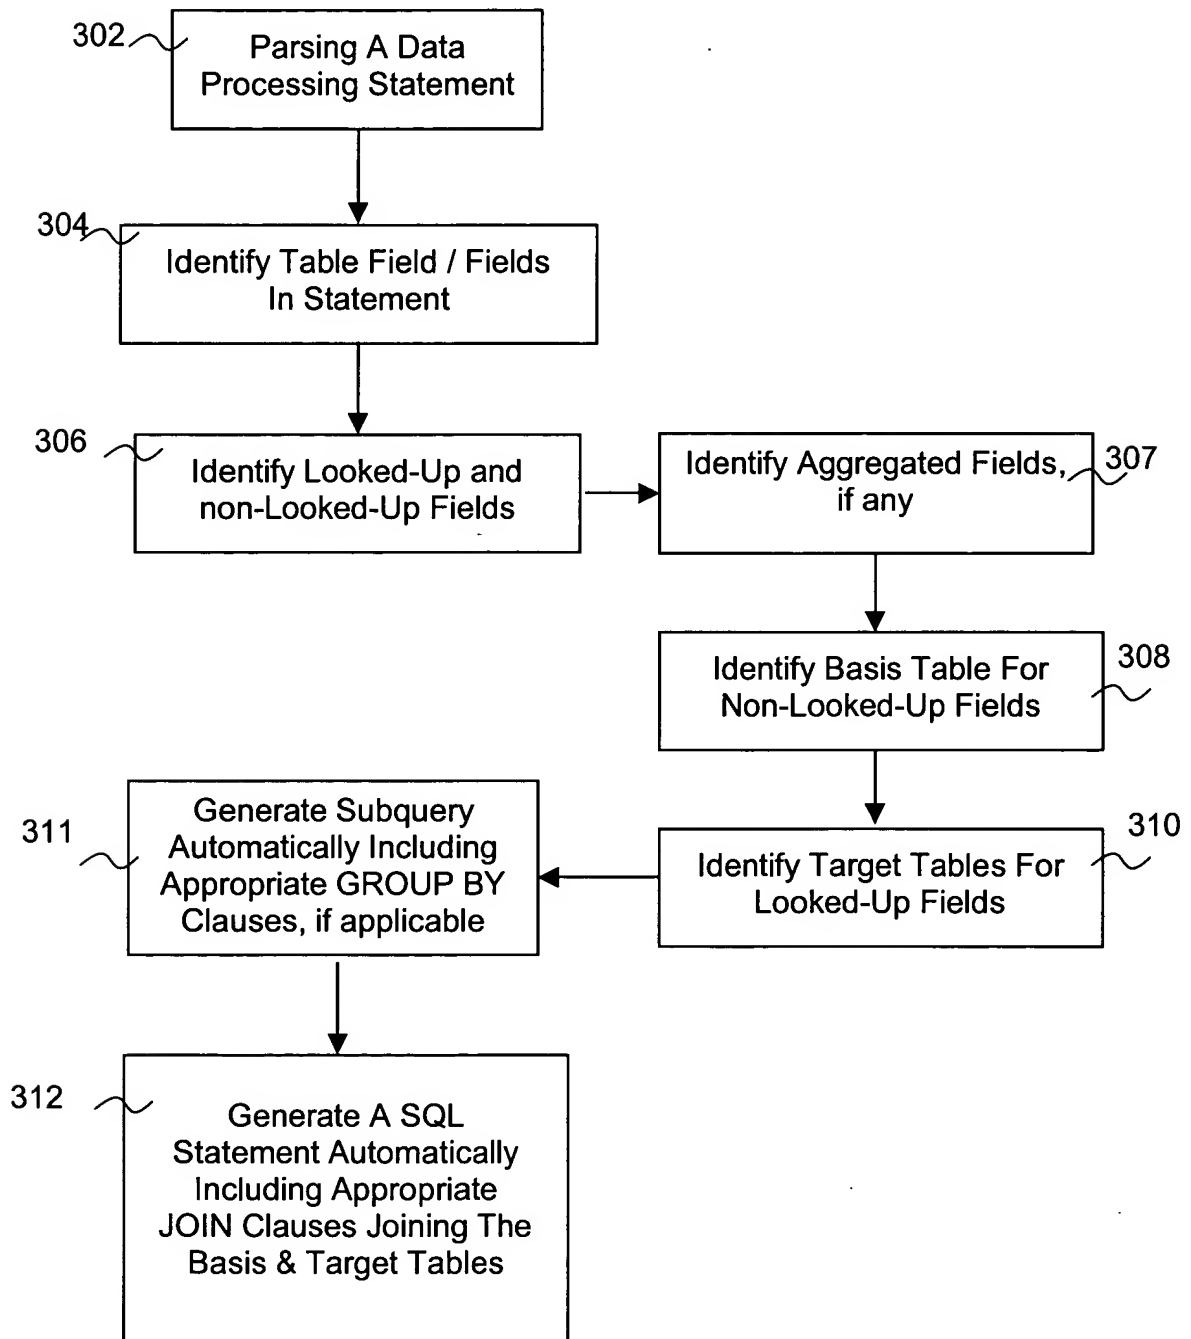 302
Parsing A Data
Processing Statement
304
Identify Table Field / Fields
In Statement
306
Identify Looked-Up and
non-Looked-Up Fields
Identify Aggregated Fields,
if any
307
Identify Basis Table For
Non-Looked-Up Fields
308
310
Identify Target Tables For
Looked-Up Fields
311
Generate Subquery
Automatically Including
Appropriate GROUP BY
Clauses, if applicable
312
Generate A SQL
Statement Automatically
Including Appropriate
JOIN Clauses Joining The
Basis & Target Tables